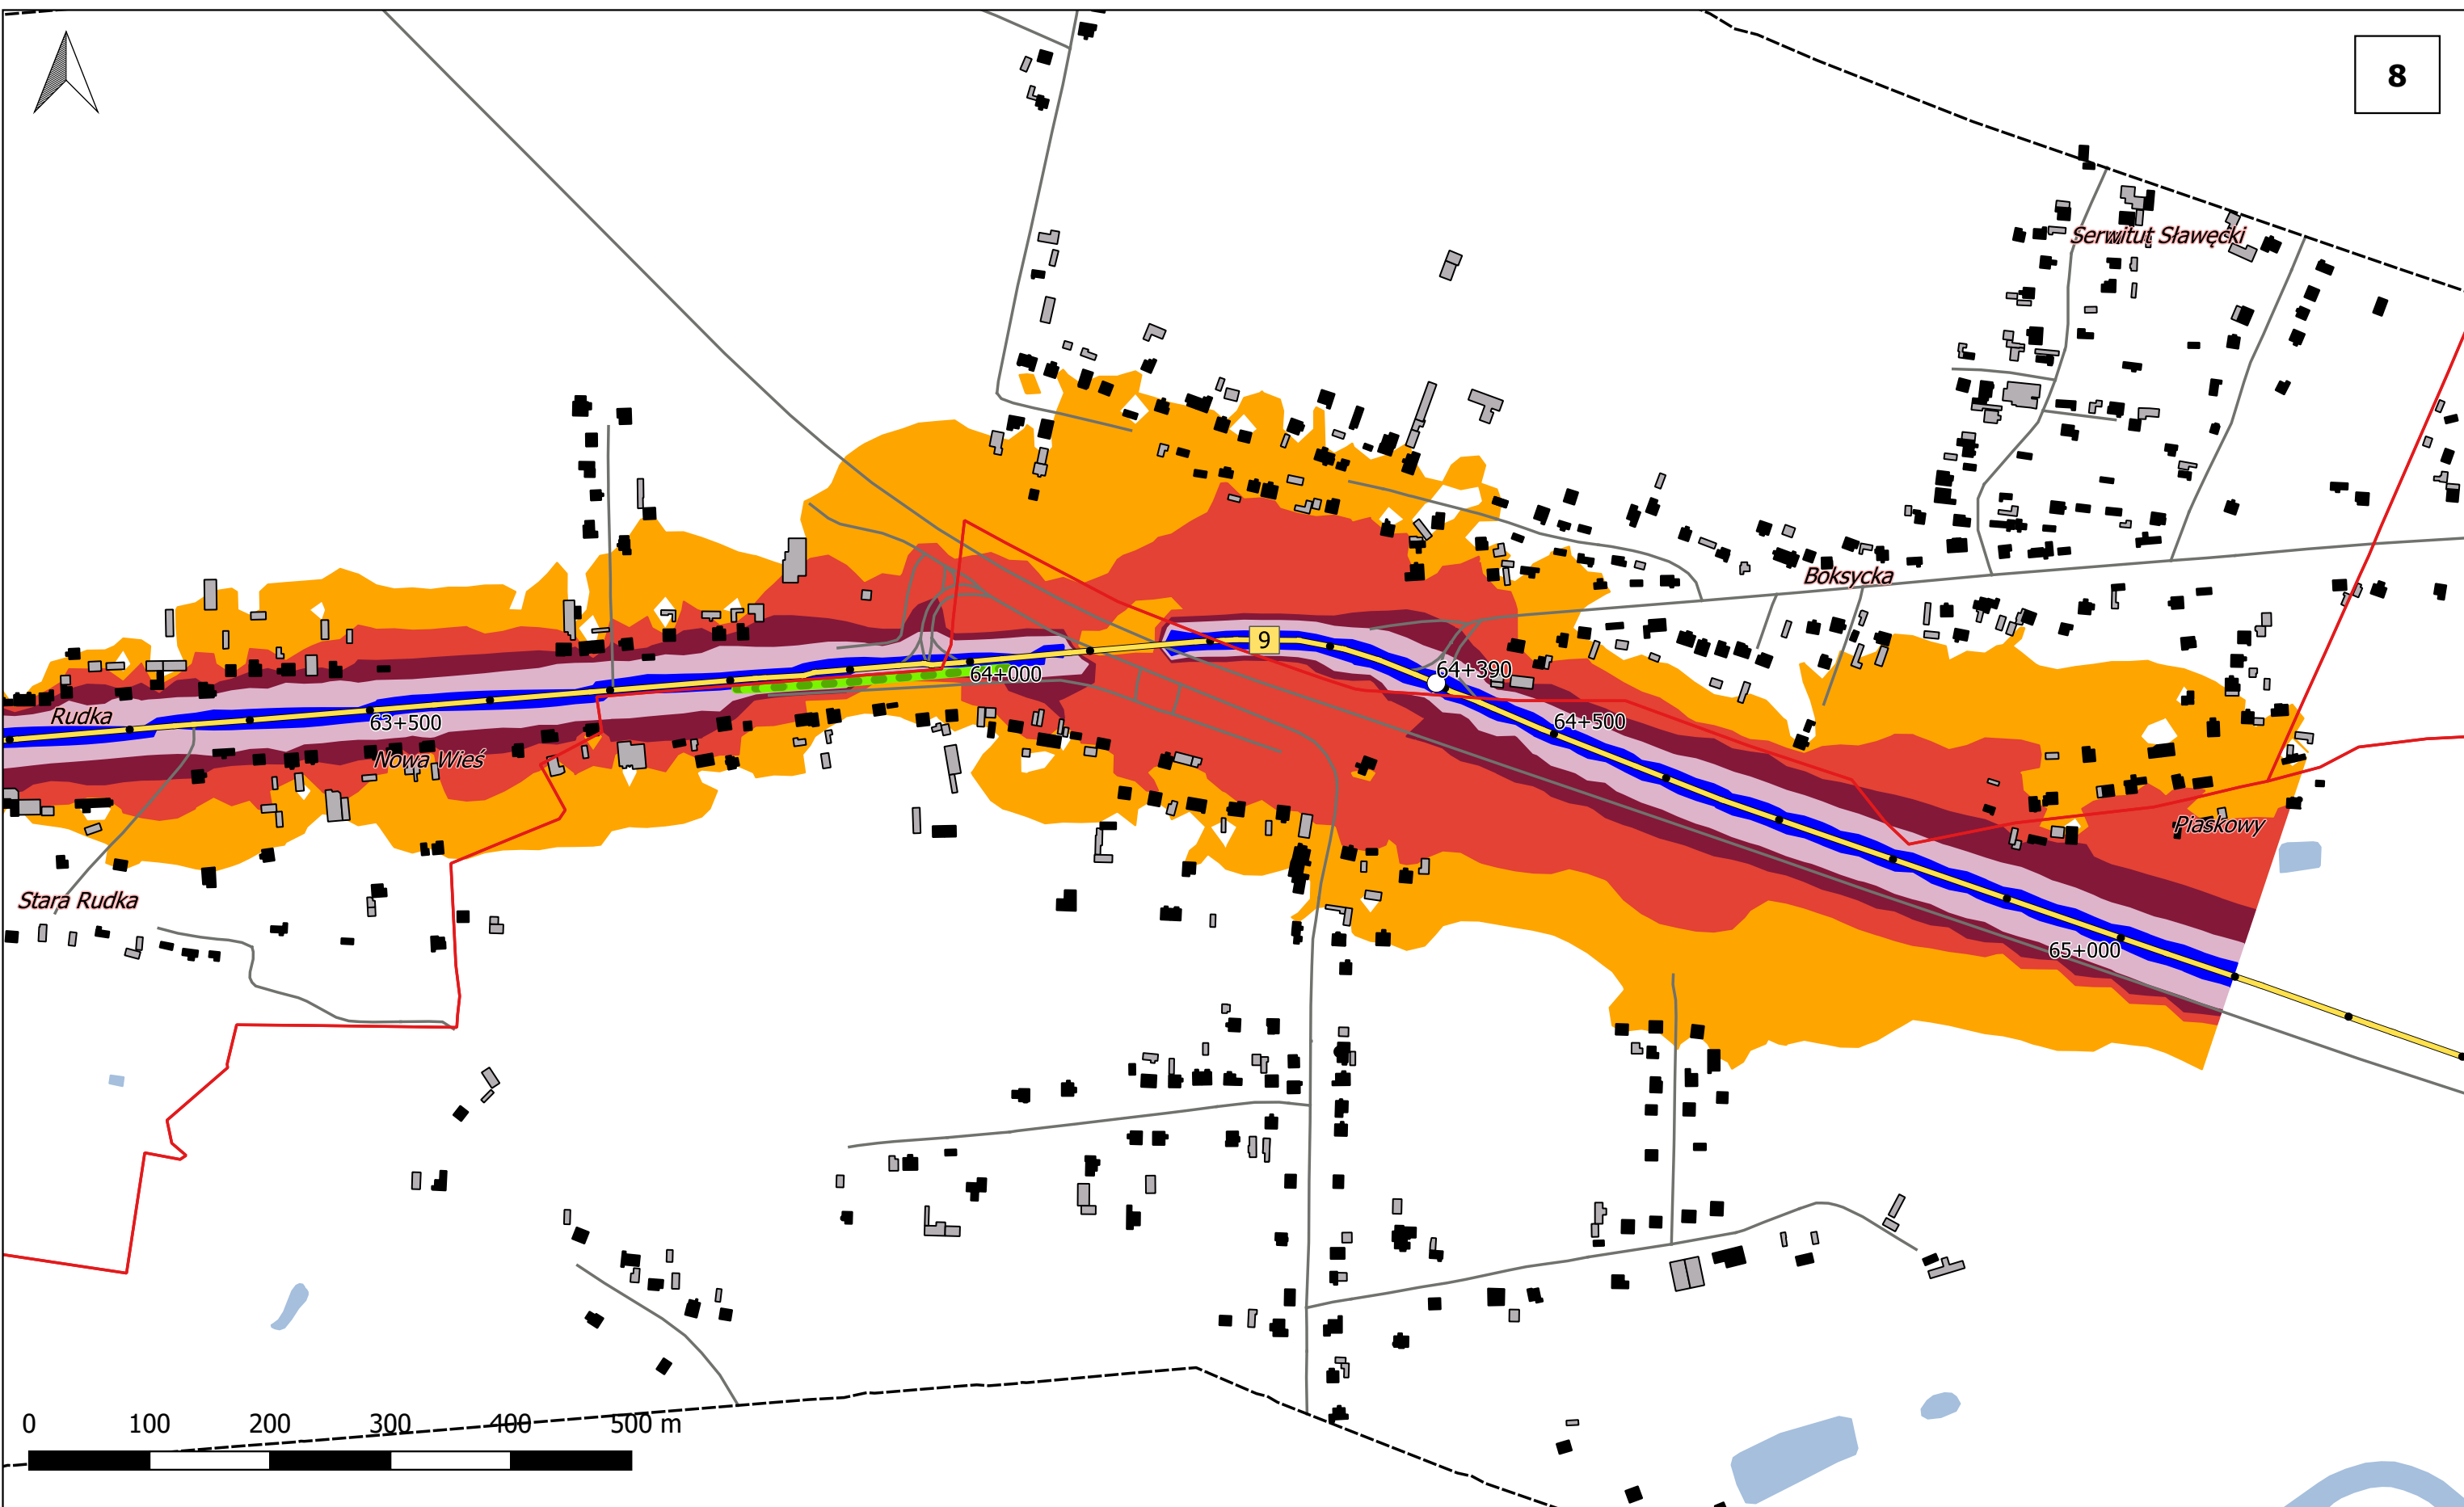 8
Serwitut Sławęcki
Boksycka
9
64+390
64+000
Rudka
63+500
64+500
Nowa Wieś
Piaskowy
Stara Rudka
65+000
0 100 200 300 400 500 m